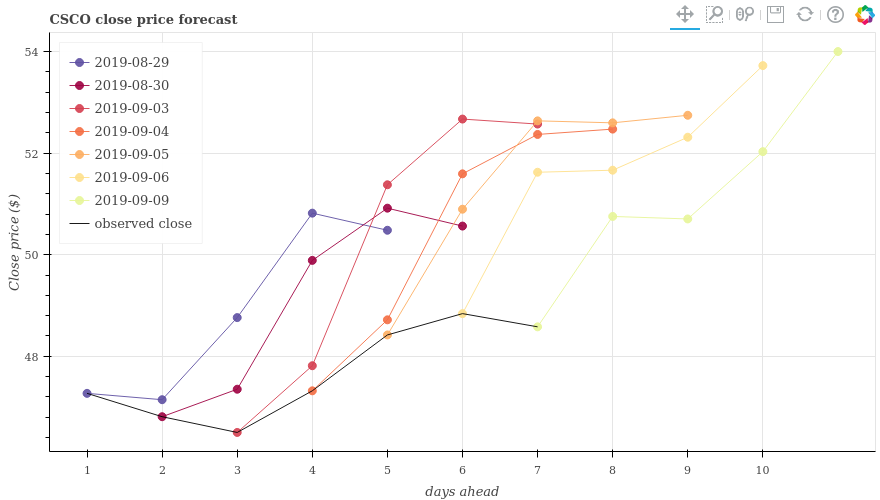 CSCO close price forecast
54
52
50
48
Close price ($)
2019-08-29
2019-08-30
2019-09-03
2019-09-04
2019-09-05
2019-09-06
2019-09-09
observed close
1 2 3 4 5 6 7 8 9 10
days ahead